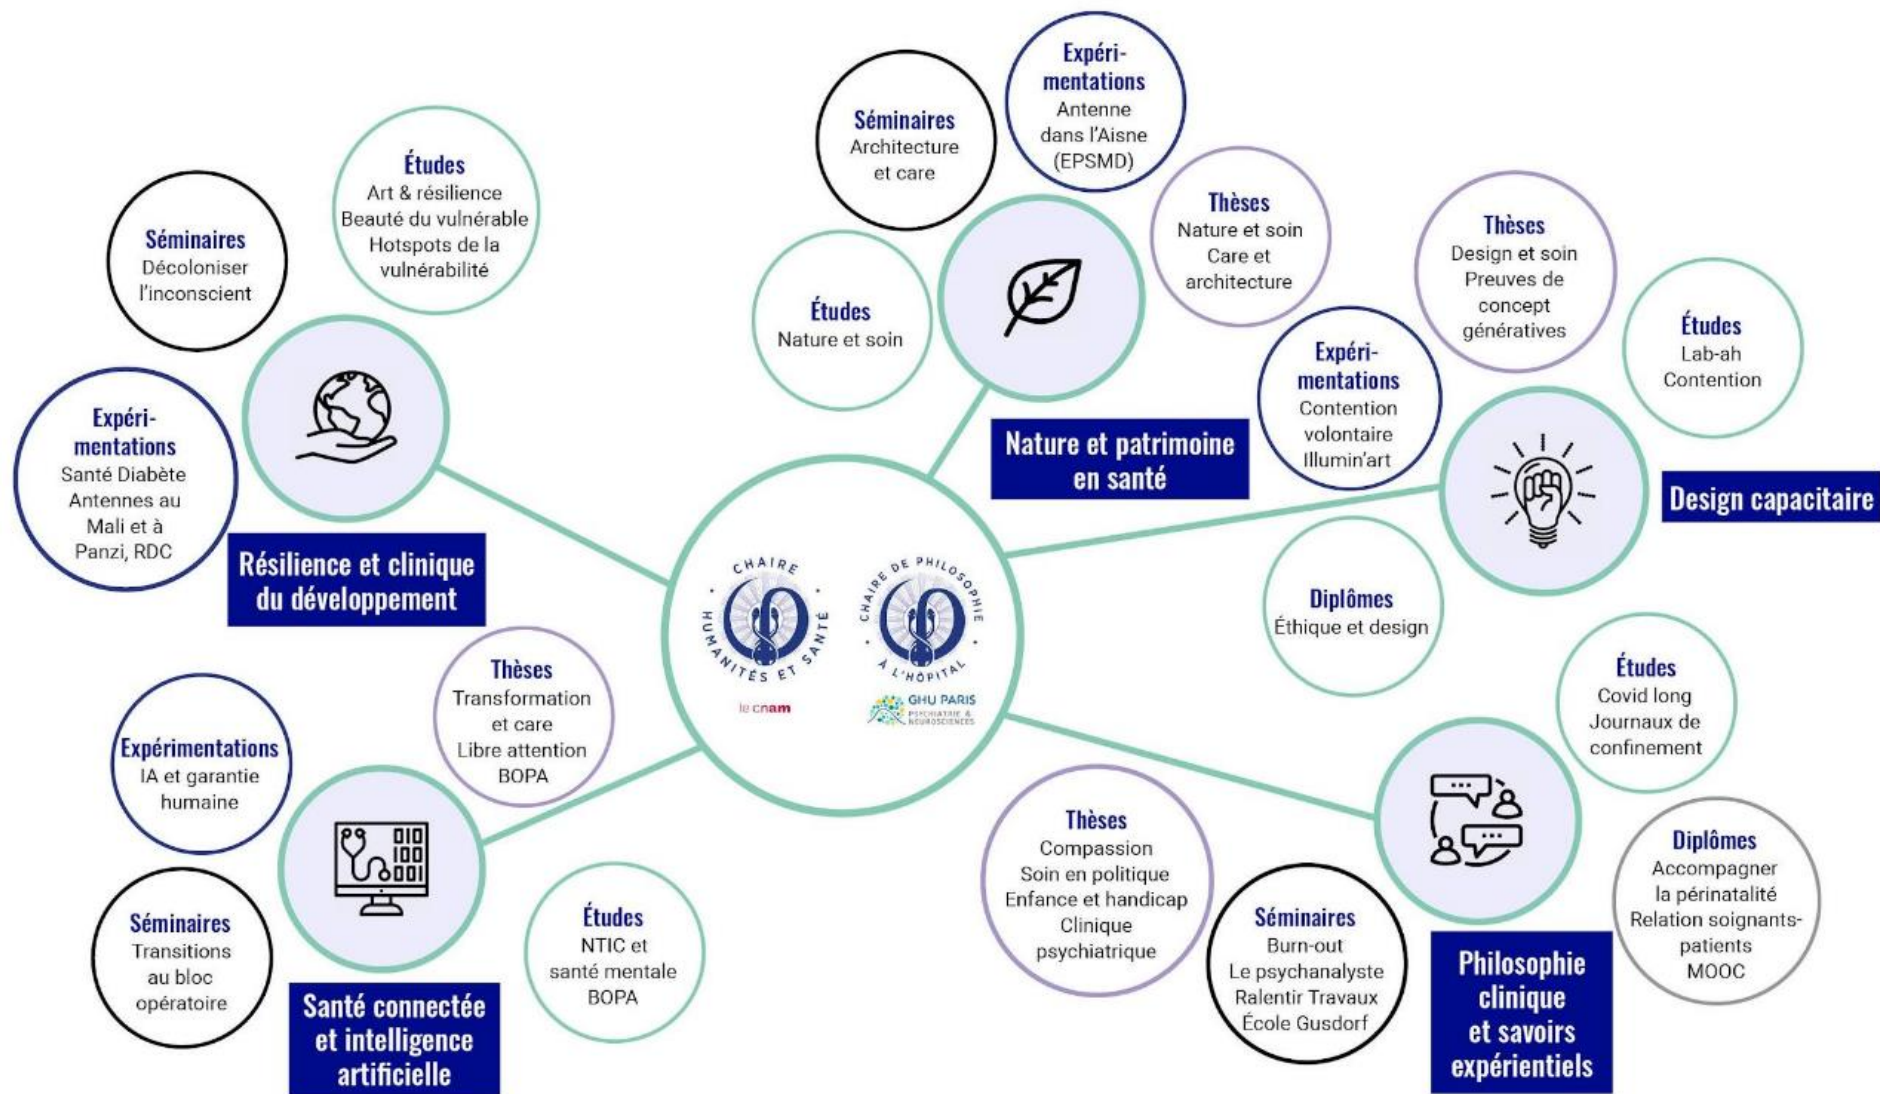 Études
Art & résilience
Beauté du vulnérable
Hotspots de la
vulnérabilité
Séminaires
Décoloniser
l'inconscient
Expéri-
mentations
Santé Diabète
Antennes au
Mali et à
Panzi, RDC
Résilience et clinique
du développement
Expéri-
mentations
Antenne
dans l'Aisne
(EPSMD)
Séminaires
Architecture
et care
Études
Nature et soin
Thèses
Nature et soin
Care et
architecture
Nature et patrimoine
en santé
Thèses
Design et soin
Preuves de
concept
génératives
Études
Lab-ah
Contention
Expéri-
mentations
Contention
volontaire
Illumin'art
Design capacitaire
Diplômes
Éthique et design
CHAIRE
HUMANITÉS ET SANTÉ
le cnam
CHAIRE DE PHILOSOPHIE
À L'HÔPITAL
GHU PARIS
PSYCHIATRIE &
NEUROSCIENCES
Thèses
Transformation
et care
Libre attention
BOPA
Expérimentations
IA et garantie
humaine
Séminaires
Transitions
au bloc
opératoire
Études
NTIC et
santé mentale
BOPA
Santé connectée
et intelligence
artificielle
Études
Covid long
Journaux de
confinement
Diplômes
Accompagner
la périnatalité
Relation soignants-
patients
MOOC
Thèses
Compassion
Soin en politique
Enfance et handicap
Clinique
psychiatrique
Séminaires
Burn-out
Le psychanalyste
Ralentir Travaux
École Gusdorf
Philosophie
clinique
et savoirs
expérientiels